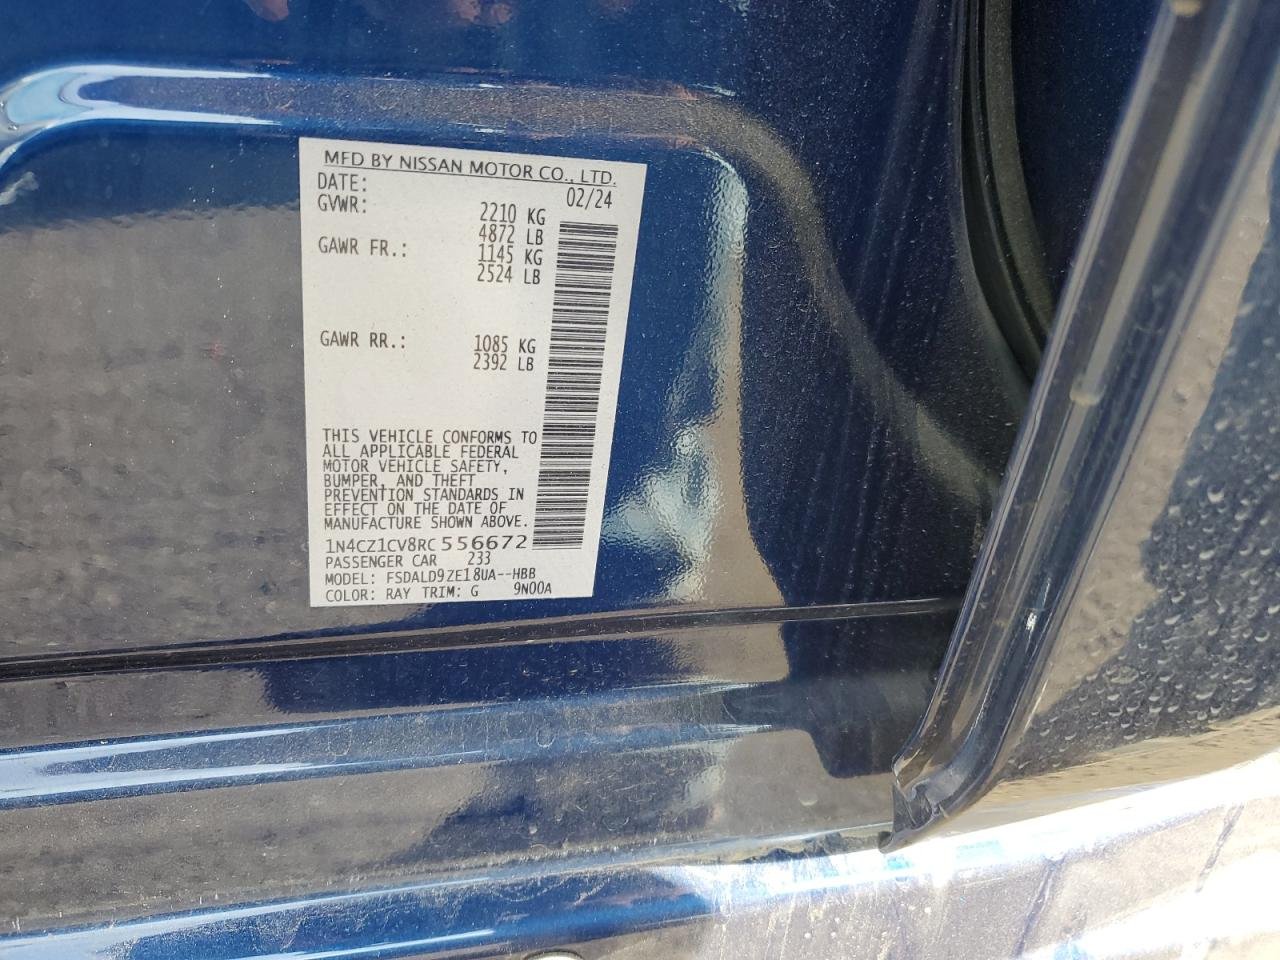 MFD BY NISSAN MOTOR CO., LTD.
DATE: 02/24
GVWR: 2210 KG
4872 LB
GAWR FR.: 1145 KG
2524 LB
GAWR RR.: 1085 KG
2392 LB
THIS VEHICLE CONFORMS TO
ALL APPLICABLE FEDERAL
MOTOR VEHICLE SAFETY,
BUMPER, AND THEFT
PREVENTION STANDARDS IN
EFFECT ON THE DATE OF
MANUFACTURE SHOWN ABOVE.
1N4CZ1CV8RC556672
PASSENGER CAR 233
MODEL: FSDALD9ZE18UA--HBB
COLOR: RAY TRIM: G 9N00A